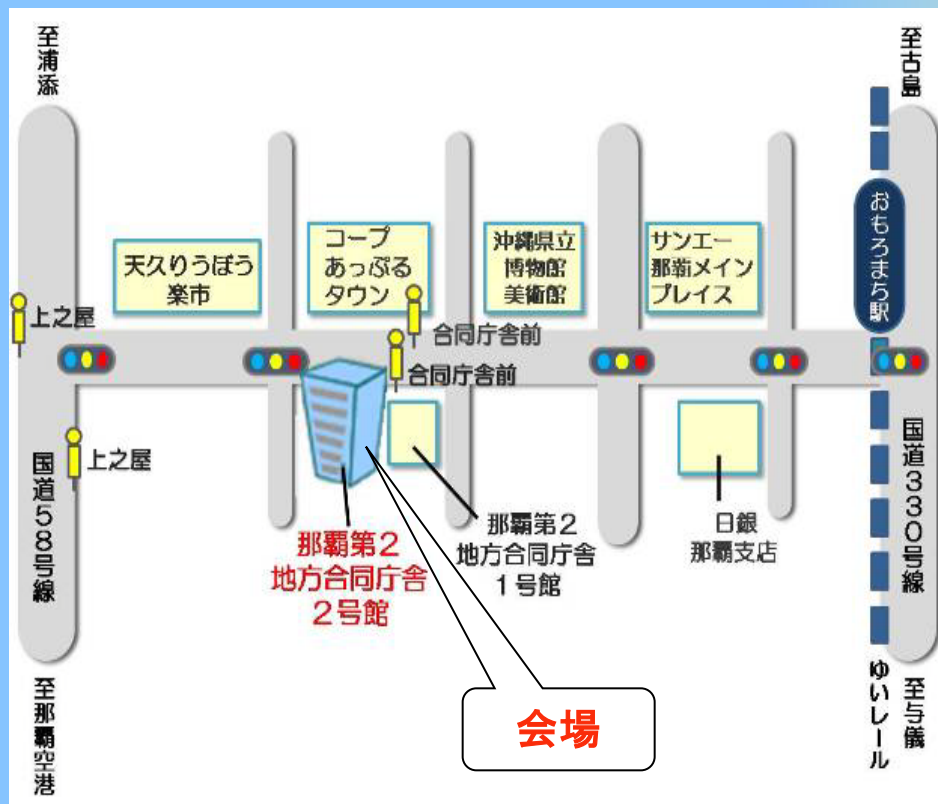 至浦添
至古島
天久りうぼう
楽市
コープ
あっぷる
タウン
沖縄県立
博物館
美術館
サンエー
那覇メイン
プレイス
おもろまち駅
上之屋
合同庁舎前
合同庁舎前
上之屋
国道58号線
国道330号線
那覇第2
地方合同庁舎
2号館
那覇第2
地方合同庁舎
1号館
日銀
那覇支店
会場
至那覇空港
ゆいレール
至与儀